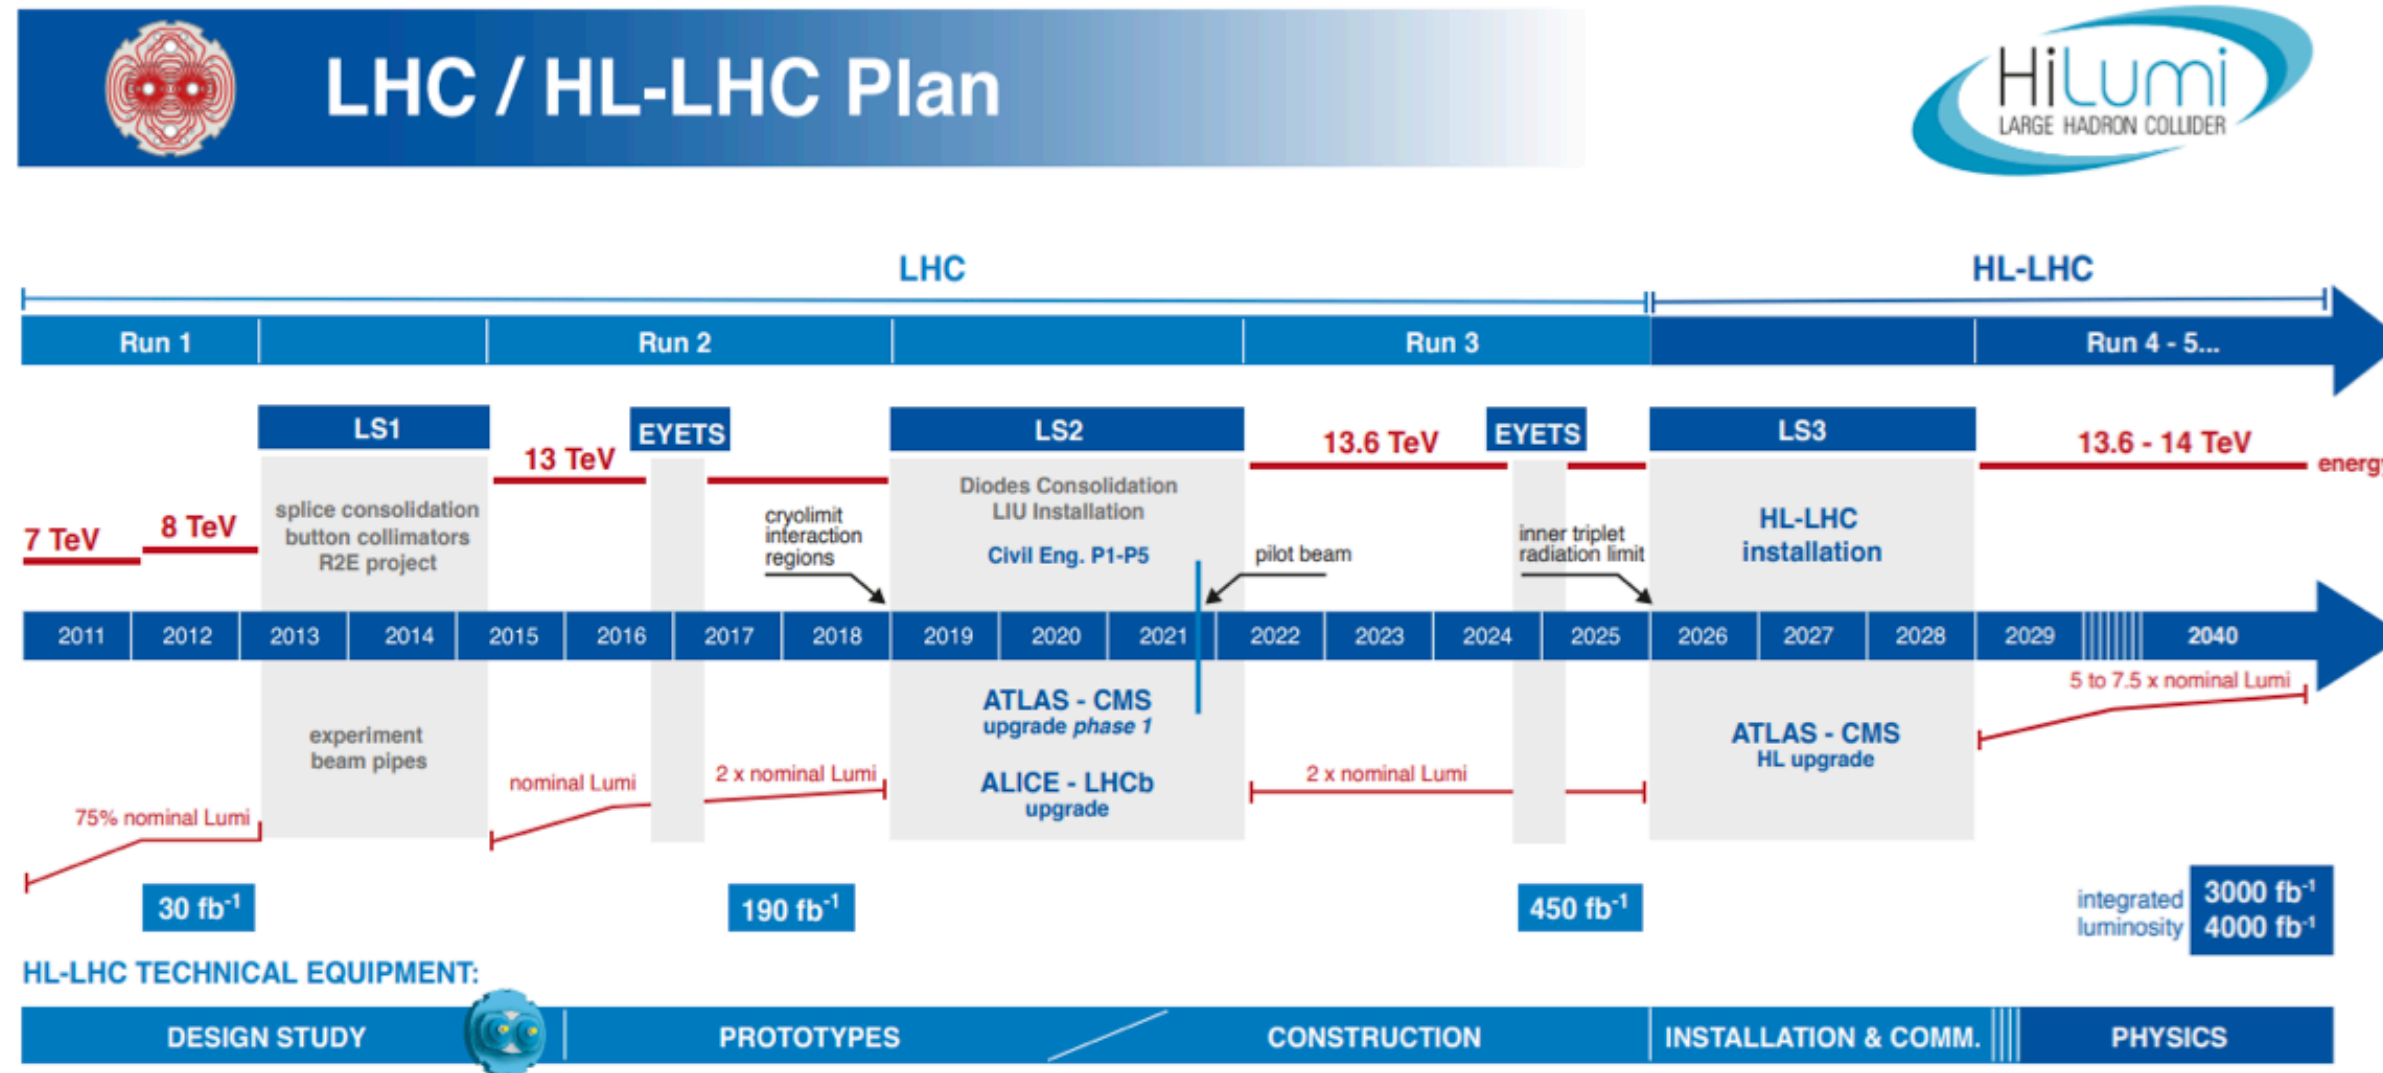 LHC / HL-LHC Plan
HiLumi
LARGE HADRON COLLIDER
LHC
HL-LHC
Run 1
Run 2
Run 3
Run 4 - 5...
LS1
EYETS
LS2
EYETS
LS3
7 TeV
8 TeV
13 TeV
13.6 TeV
13.6 - 14 TeV
energy
splice consolidation
button collimators
R2E project
cryolimit
interaction
regions
Diodes Consolidation
LIU Installation
Civil Eng. P1-P5
pilot beam
inner triplet
radiation limit
HL-LHC
installation
2011
2012
2013
2014
2015
2016
2017
2018
2019
2020
2021
2022
2023
2024
2025
2026
2027
2028
2029
2040
75% nominal Lumi
experiment
beam pipes
nominal Lumi
2 x nominal Lumi
ATLAS - CMS
upgrade phase 1
ALICE - LHCb
upgrade
2 x nominal Lumi
ATLAS - CMS
HL upgrade
5 to 7.5 x nominal Lumi
30 fb⁻¹
190 fb⁻¹
450 fb⁻¹
integrated
luminosity
3000 fb⁻¹
4000 fb⁻¹
HL-LHC TECHNICAL EQUIPMENT:
DESIGN STUDY
PROTOTYPES
CONSTRUCTION
INSTALLATION & COMM.
PHYSICS